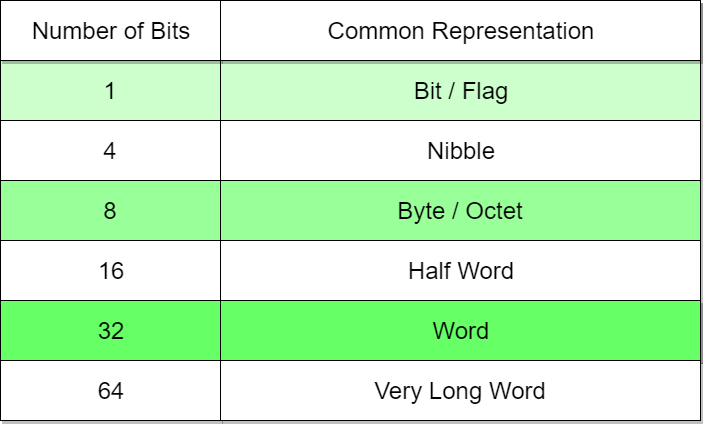 Number of Bits Common Representation
1 Bit / Flag
4 Nibble
8 Byte / Octet
16 Half Word
32 Word
64 Very Long Word